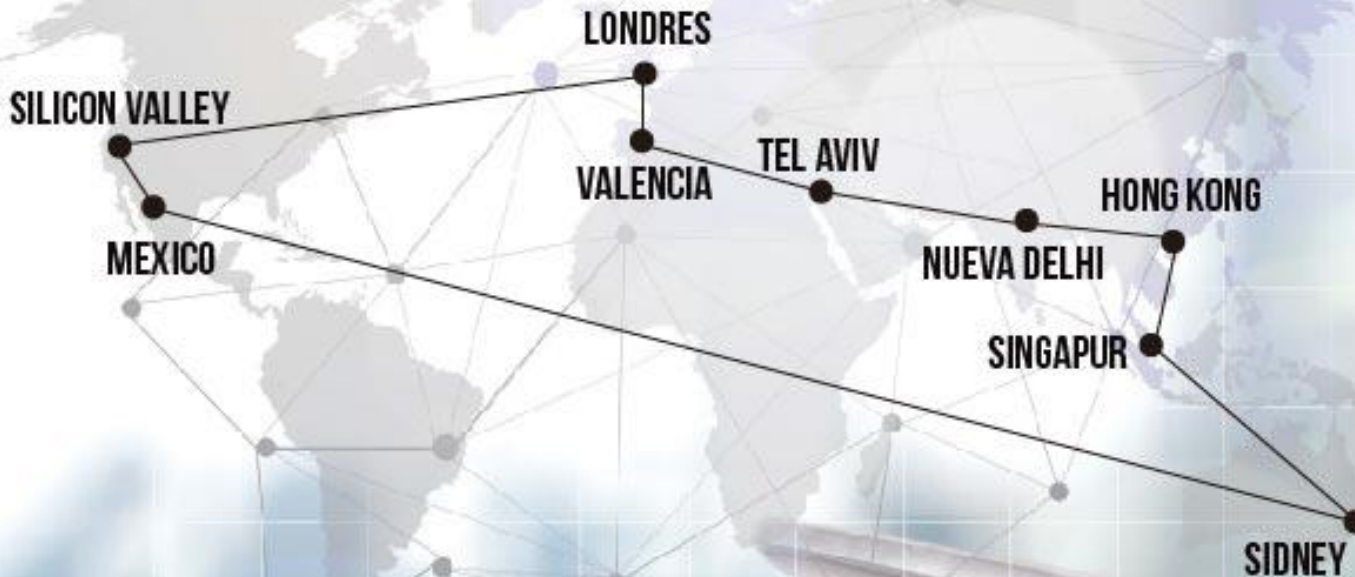 LONDRES
SILICON VALLEY
TEL AVIV
VALENCIA
HONG KONG
MEXICO
NUEVA DELHI
SINGAPUR
SIDNEY